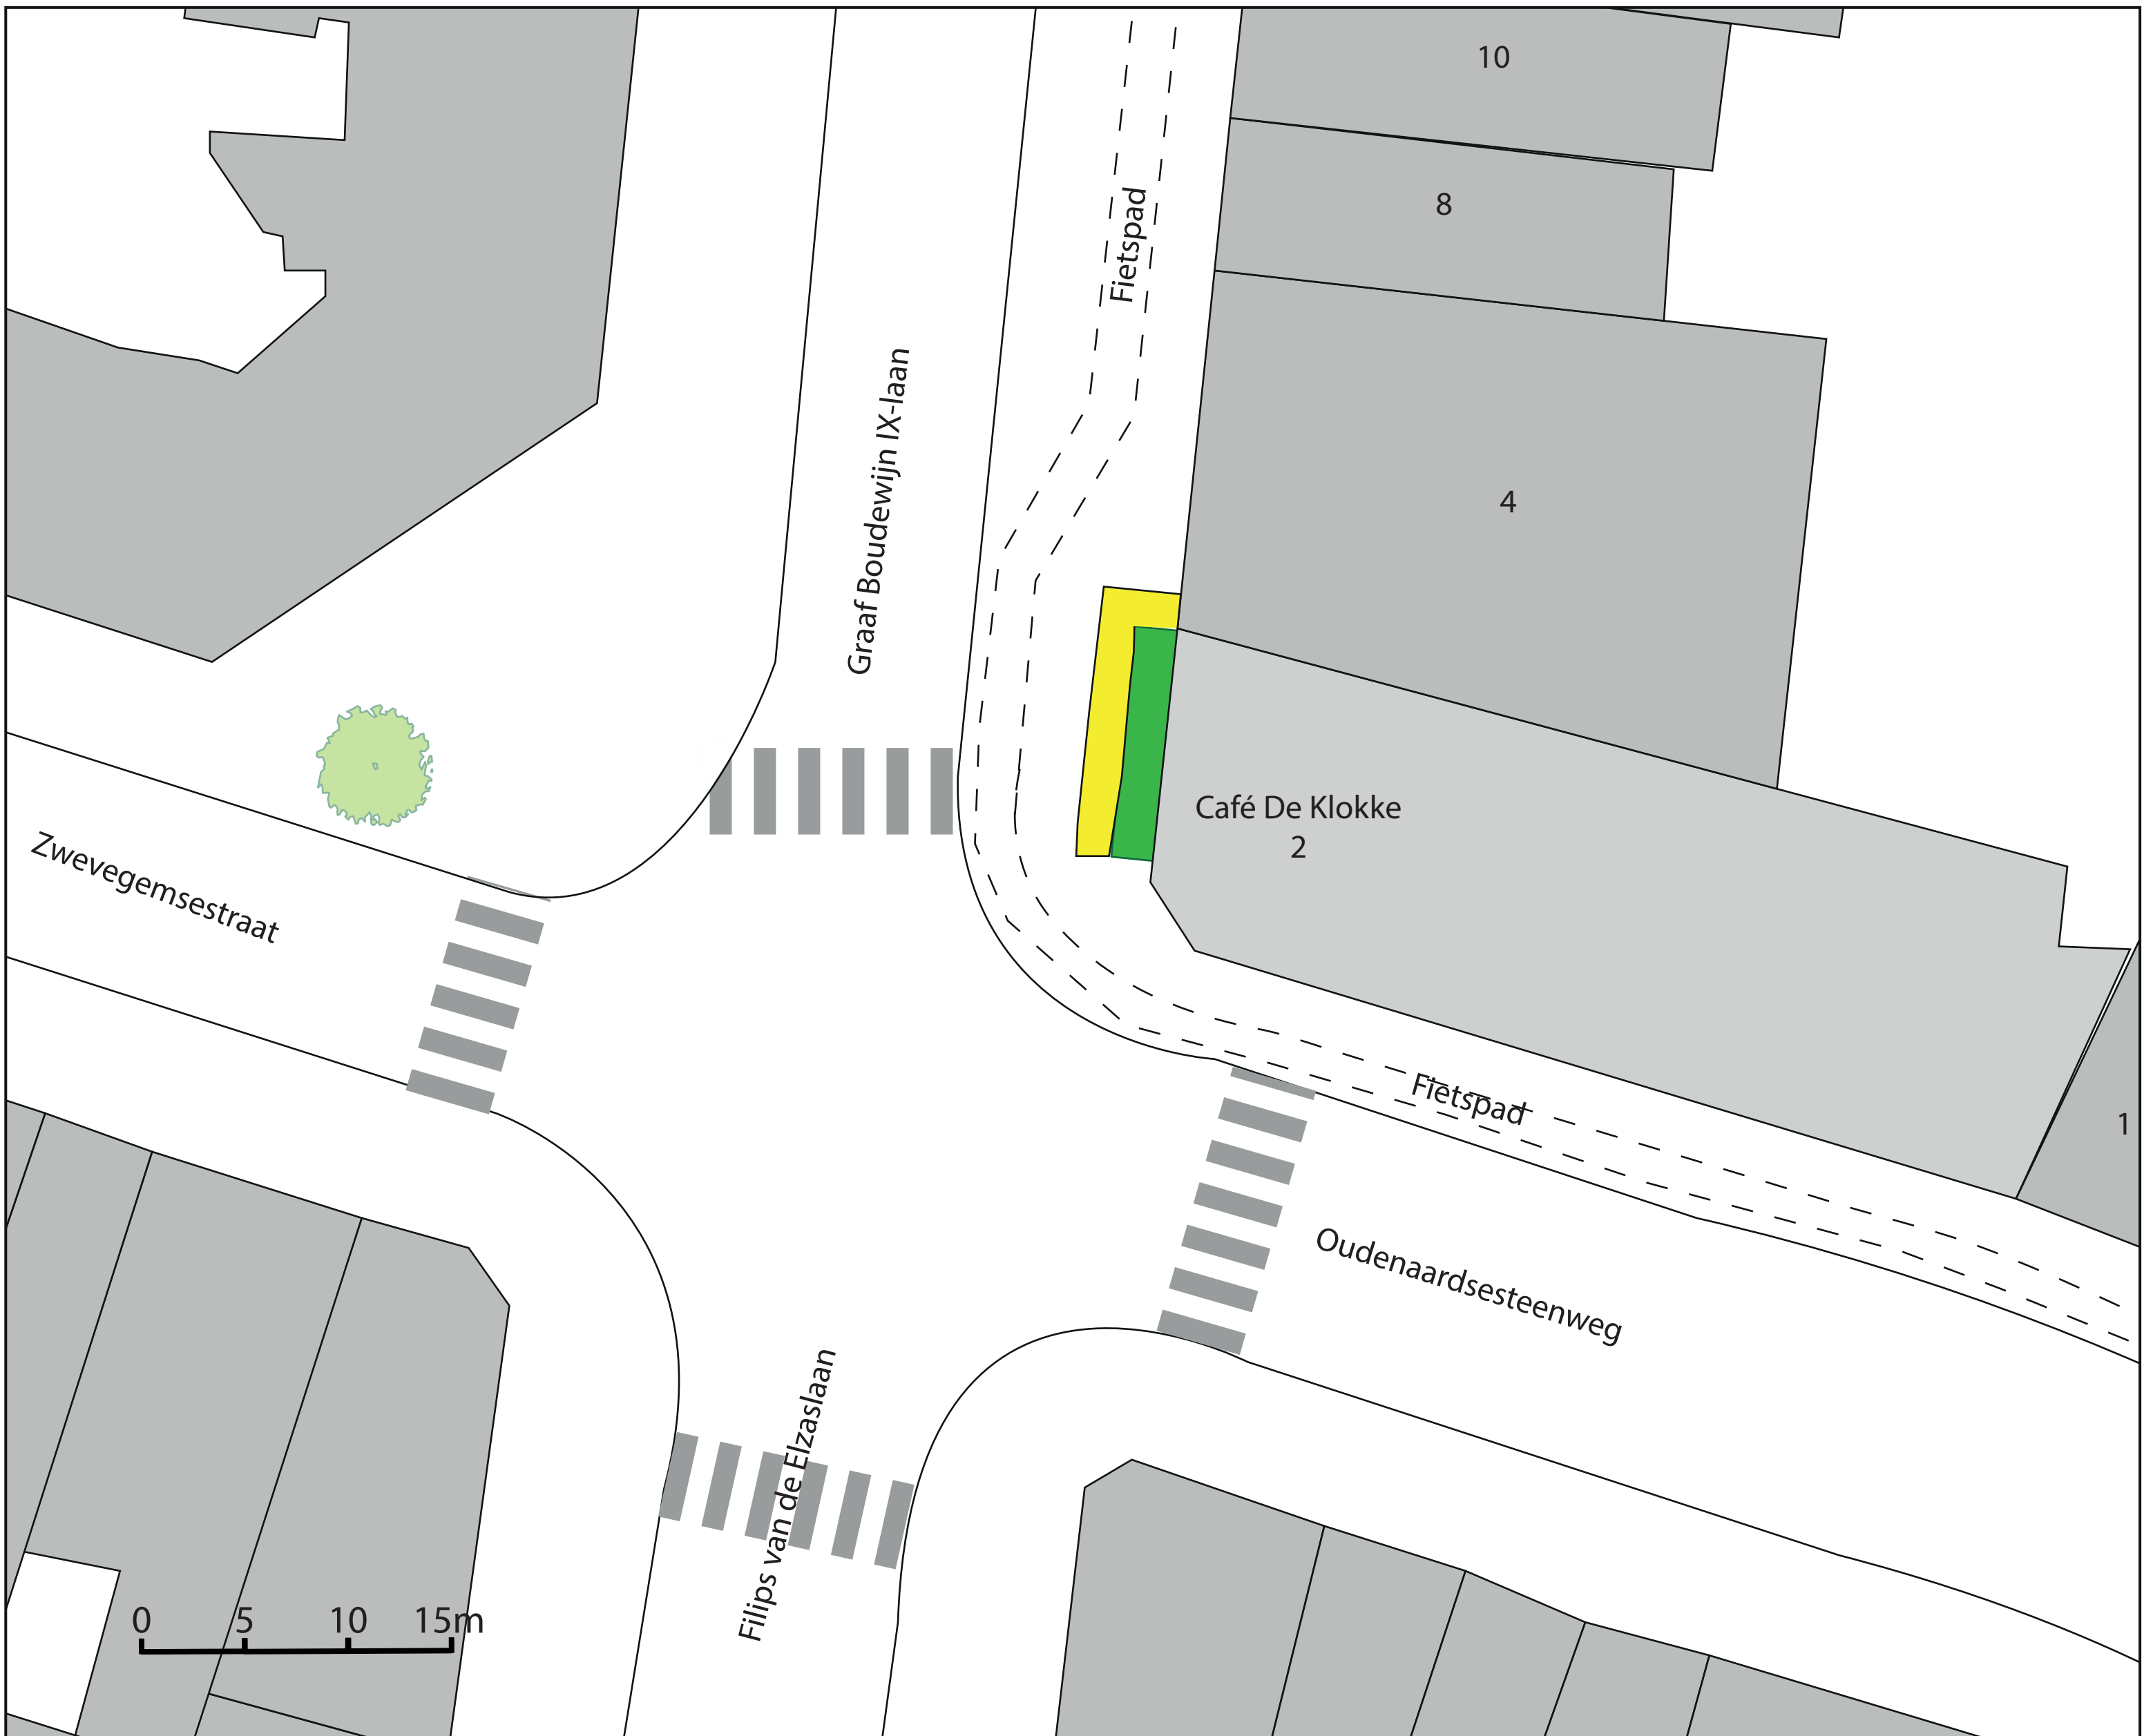 10
8
Fietspad
Graaf Boudewijn IX-laan
4
Café De Klokke
2
Zwevegemsestraat
Fietspad
1
Oudenaardsesteenweg
Filips van de Elzaslaan
0 5 10 15m